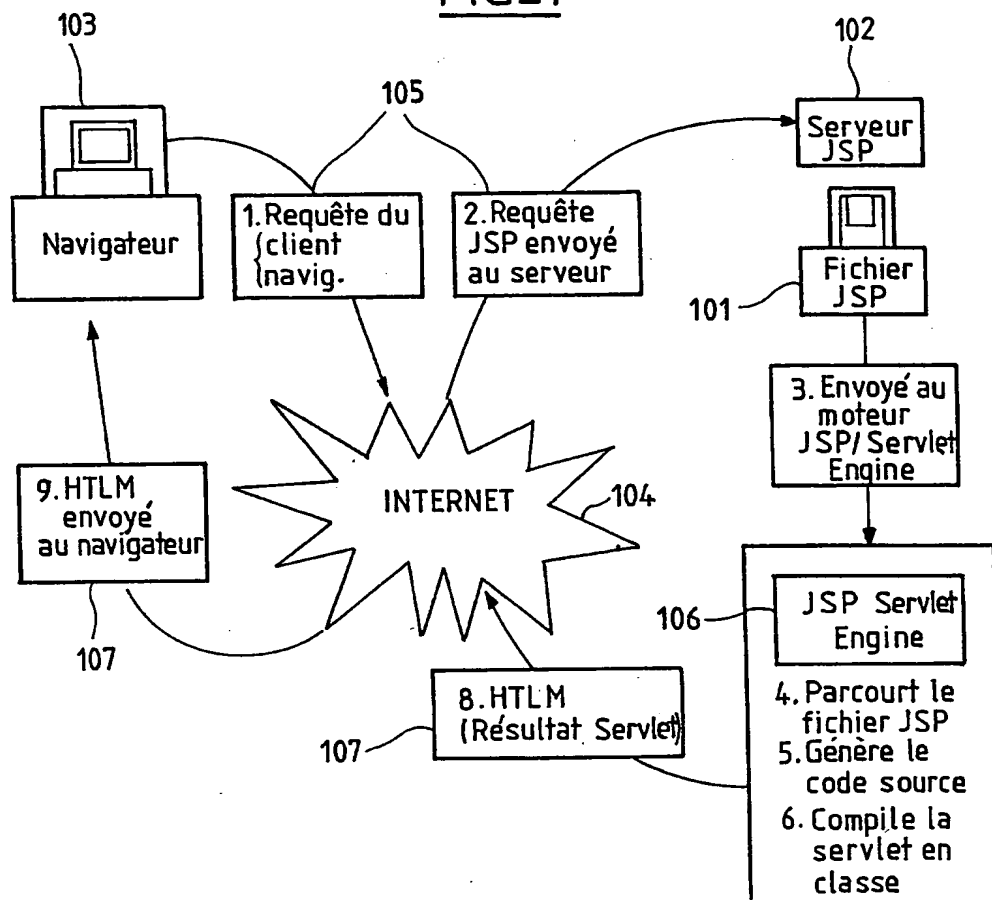 103
102
105
Serveur
JSP
Navigateur
1. Requête du
client
navig.
2. Requête
JSP envoyé
au serveur
Fichier
JSP
101
3. Envoyé au
moteur
JSP/Servlet
Engine
INTERNET
104
9. HTLM
envoyé
au navigateur
107
106
JSP Servlet
Engine
8. HTLM
(Résultat Servlet)
107
4. Parcourt le
fichier JSP
5. Génère le
code source
6. Compile la
servlet en
classe